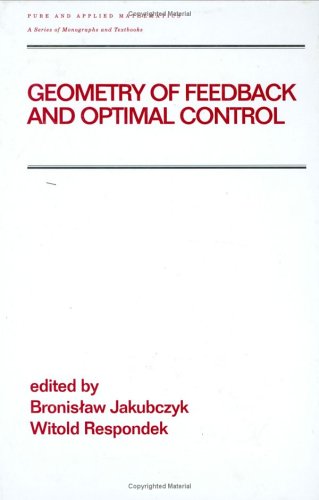 Copyrighted Material
PURE AND APPLIED MATHEMATICS
A Series of Monographs and Textbooks
GEOMETRY OF FEEDBACK
AND OPTIMAL CONTROL
edited by
Bronisław Jakubczyk
Witold Respondek
Copyrighted Material